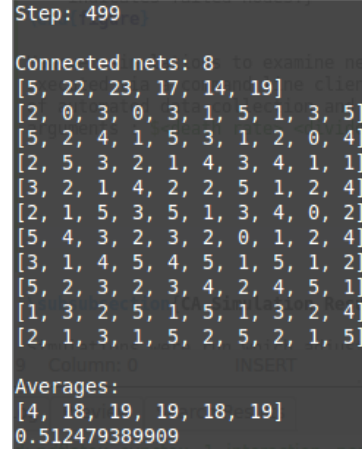 Step: 499
Connected nets: 8
[5, 22, 23, 17, 14, 19]
[2, 0, 3, 0, 3, 1, 5, 1, 3, 5]
[5, 2, 4, 1, 5, 3, 1, 2, 0, 4]
[2, 5, 3, 2, 1, 4, 3, 4, 1, 1]
[3, 2, 1, 4, 2, 2, 5, 1, 2, 4]
[2, 1, 5, 3, 5, 1, 3, 4, 0, 2]
[5, 4, 3, 2, 3, 2, 0, 1, 2, 4]
[3, 1, 4, 5, 4, 5, 1, 5, 1, 2]
[5, 2, 3, 2, 3, 4, 2, 4, 5, 1]
[1, 3, 2, 5, 1, 5, 1, 3, 2, 4]
[2, 1, 3, 1, 5, 2, 5, 2, 1, 5]
9 Column: 0 INSERT
Averages:
[4, 18, 19, 19, 18, 19]
0.512479389909